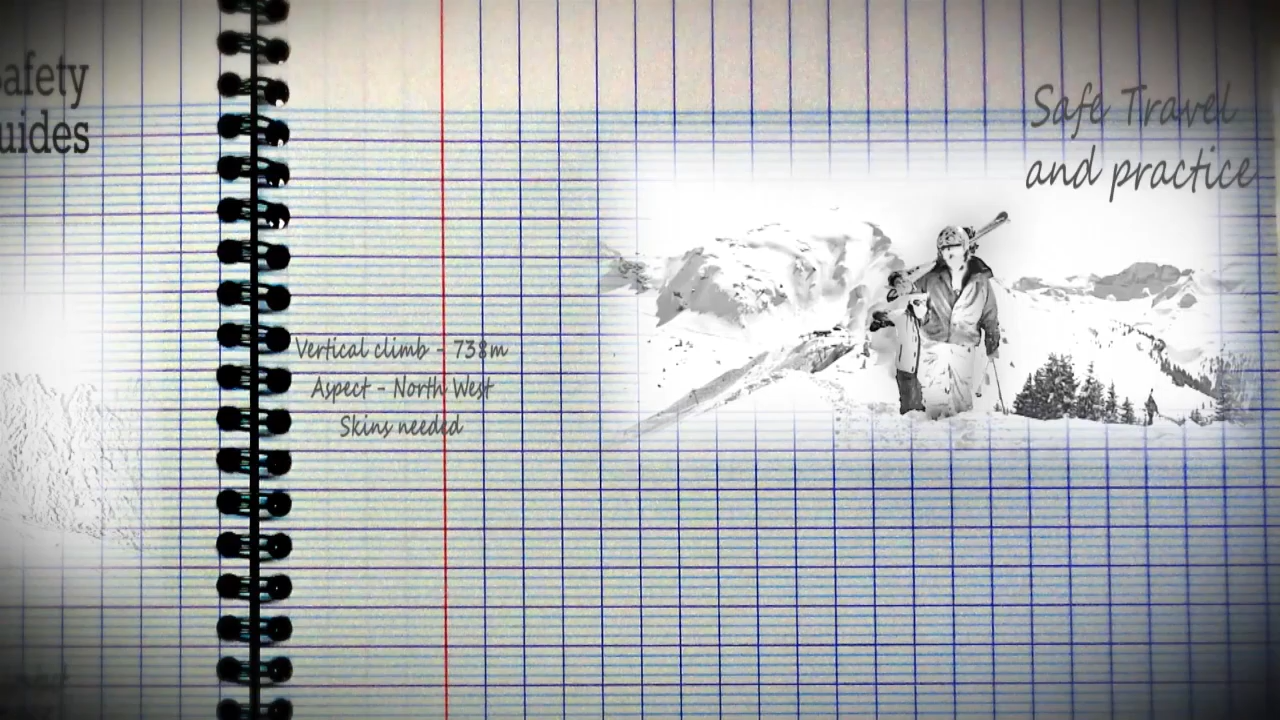 afety
uides
Safe Travel
and practice
Vertical climb - 738m
Aspect - North West
Skins needed